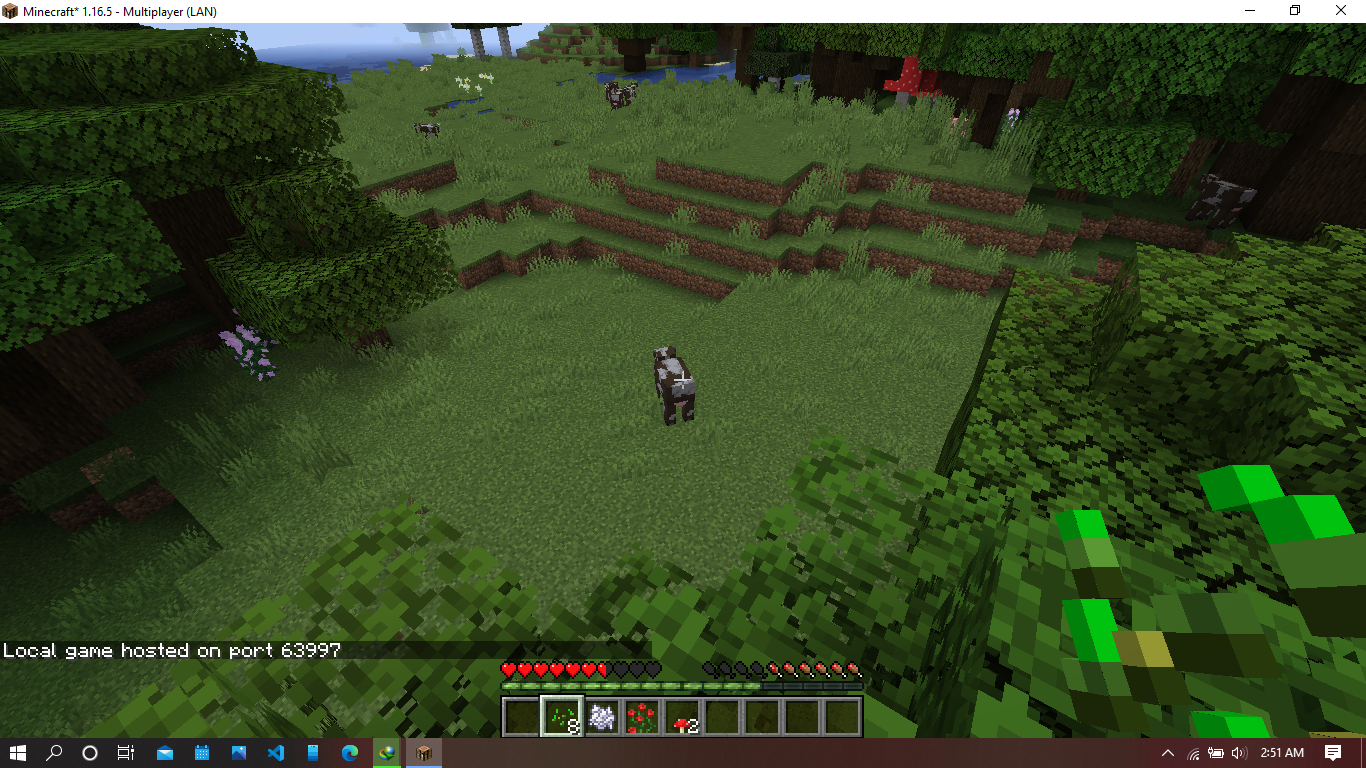 Minecraft* 1.16.5 - Multiplayer (LAN)
Local game hosted on port 63997
8
2
2:51 AM